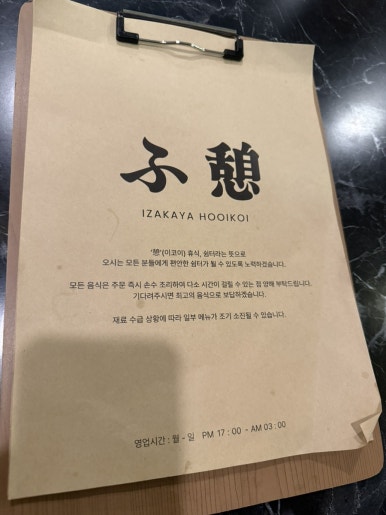 ふ 憩
IZAKAYA HOOIKOI
'憩'(이코이) 휴식, 쉼터라는 뜻으로
오시는 모든 분들에게 편안한 쉼터가 될 수 있도록 노력하겠습니다.
모든 음식은 주문 즉시 손수 조리하여 다소 시간이 걸릴 수 있는 점 양해 부탁드립니다.
기다려주시면 최고의 음식으로 보답하겠습니다.
재료 수급 상황에 따라 일부 메뉴가 조기 소진될 수 있습니다.
영업시간 : 월 - 일 PM 17 : 00 - AM 03 : 00